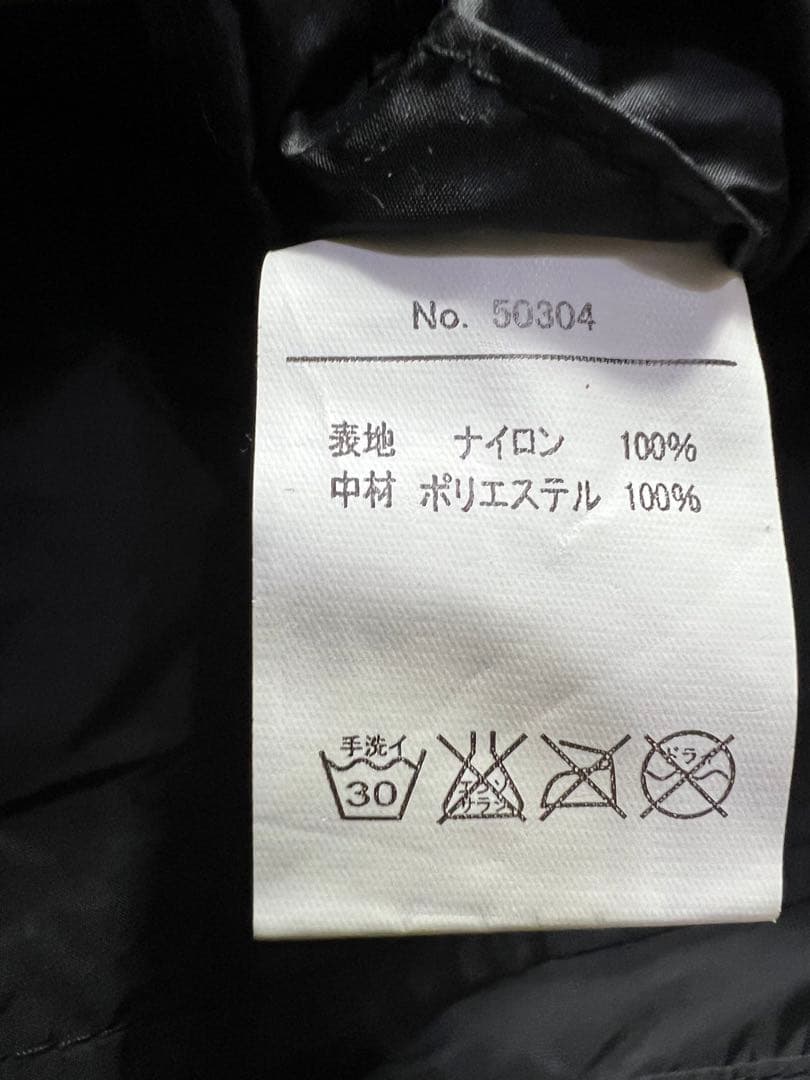 No. 50304
表地 ナイロン 100%
中材 ポリエステル 100%
手洗イ
30
エンソ
サラシ
ドライ